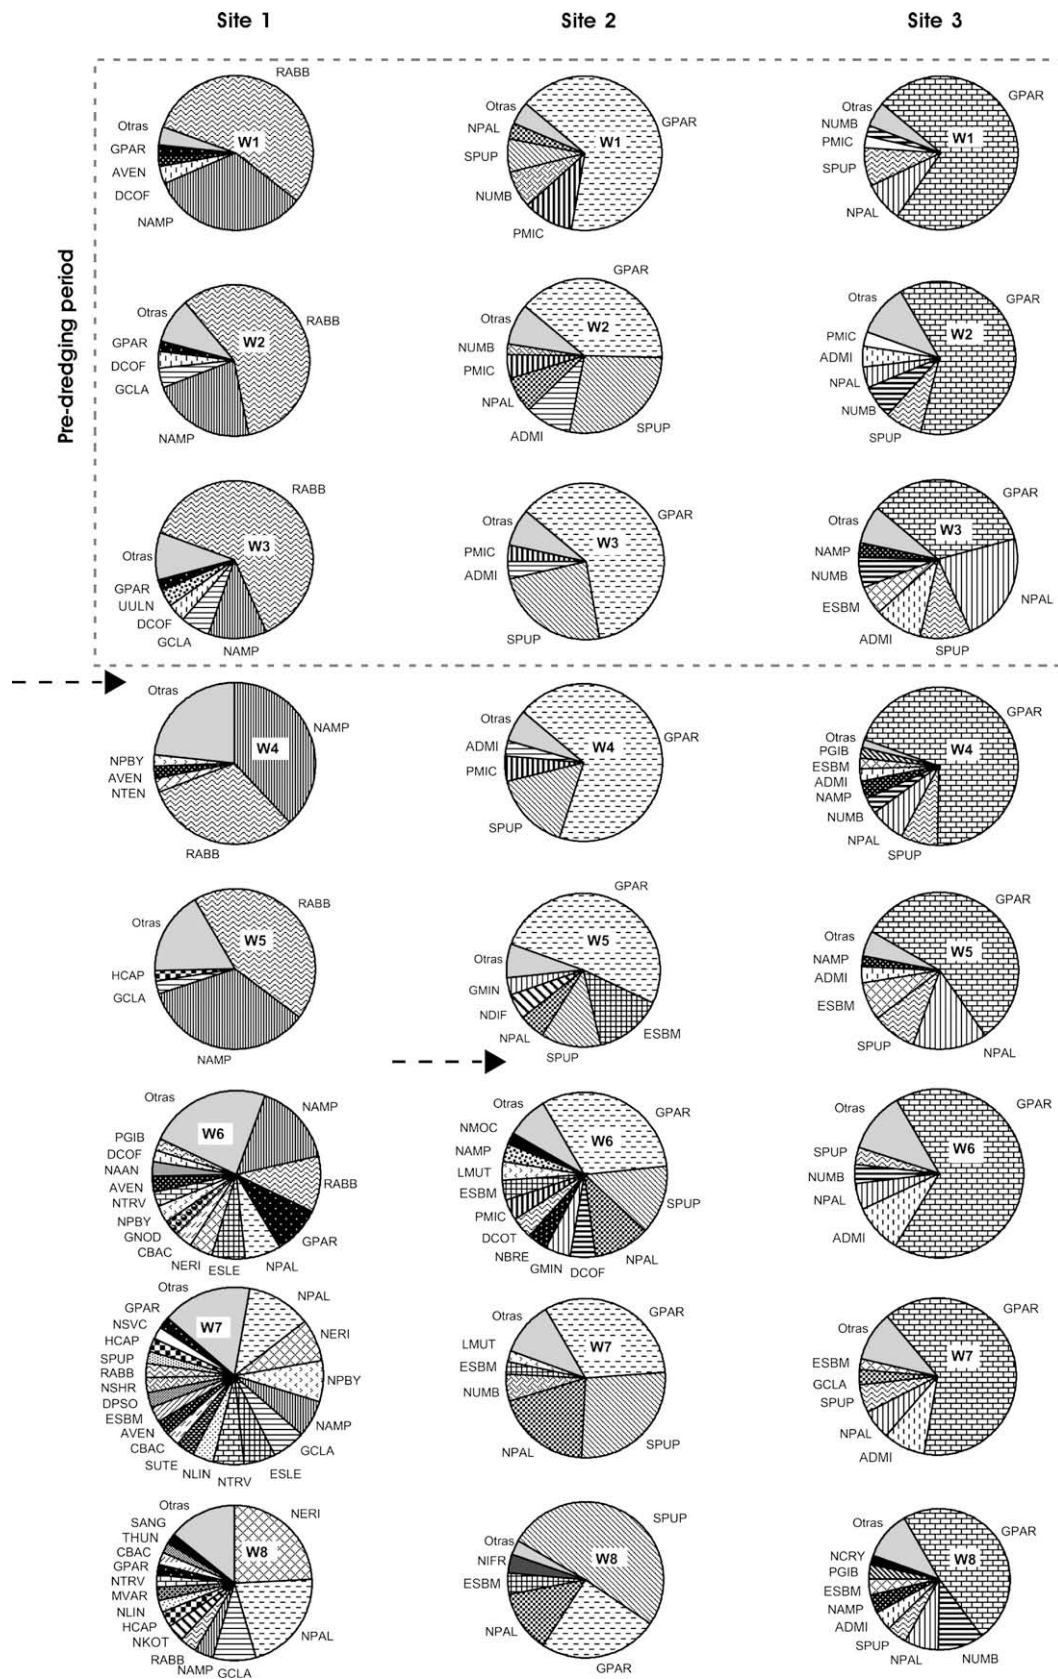 Site 1
Site 2
Site 3
Pre-dredging period
W1
RABB
Otras
GPAR
AVEN
DCOF
NAMP
W1
Otras
NPAL
GPAR
SPUP
NUMB
PMIC
W1
GPAR
Otras
NUMB
PMIC
SPUP
NPAL
W2
Otras
RABB
GPAR
DCOF
GCLA
NAMP
W2
GPAR
Otras
NUMB
PMIC
NPAL
ADMI
SPUP
W2
GPAR
Otras
PMIC
ADMI
NPAL
NUMB
SPUP
W3
RABB
Otras
GPAR
UULN
DCOF
GCLA
NAMP
W3
Otras
GPAR
PMIC
ADMI
SPUP
W3
GPAR
Otras
NAMP
NUMB
ESBM
NPAL
ADMI
SPUP
W4
Otras
NAMP
NPBY
AVEN
NTEN
RABB
W4
Otras
GPAR
ADMI
PMIC
SPUP
W4
GPAR
Otras
PGIB
ESBM
ADMI
NAMP
NUMB
NPAL
SPUP
W5
RABB
Otras
HCAP
GCLA
NAMP
W5
GPAR
Otras
GMIN
NDIF
NPAL
SPUP
ESBM
W5
GPAR
Otras
NAMP
ADMI
ESBM
SPUP
NPAL
W6
Otras
NAMP
PGIB
DCOF
NAAN
AVEN
NTRV
NPBY
GNOD
CBAC
NERI
ESLE
NPAL
GPAR
RABB
W6
Otras
GPAR
NMOC
NAMP
LMUT
ESBM
PMIC
DCOT
NBRE
GMIN
DCOF
NPAL
SPUP
W6
GPAR
Otras
SPUP
NUMB
NPAL
ADMI
W7
Otras
NPAL
GPAR
NSVC
HCAP
SPUP
RABB
NSHR
DPSO
ESBM
AVEN
CBAC
SUTE
NLIN
NTRV
ESLE
GCLA
NAMP
NPBY
NERI
W7
Otras
GPAR
LMUT
ESBM
NUMB
NPAL
SPUP
W7
GPAR
Otras
ESBM
GCLA
SPUP
NPAL
ADMI
W8
Otras
NERI
SANG
THUN
CBAC
GPAR
NTRV
MVAR
NLIN
HCAP
NKOT
RABB
NAMP
GCLA
NPAL
W8
SPUP
Otras
NIFR
ESBM
NPAL
GPAR
W8
Otras
GPAR
NCRY
PGIB
ESBM
NAMP
ADMI
SPUP
NPAL
NUMB